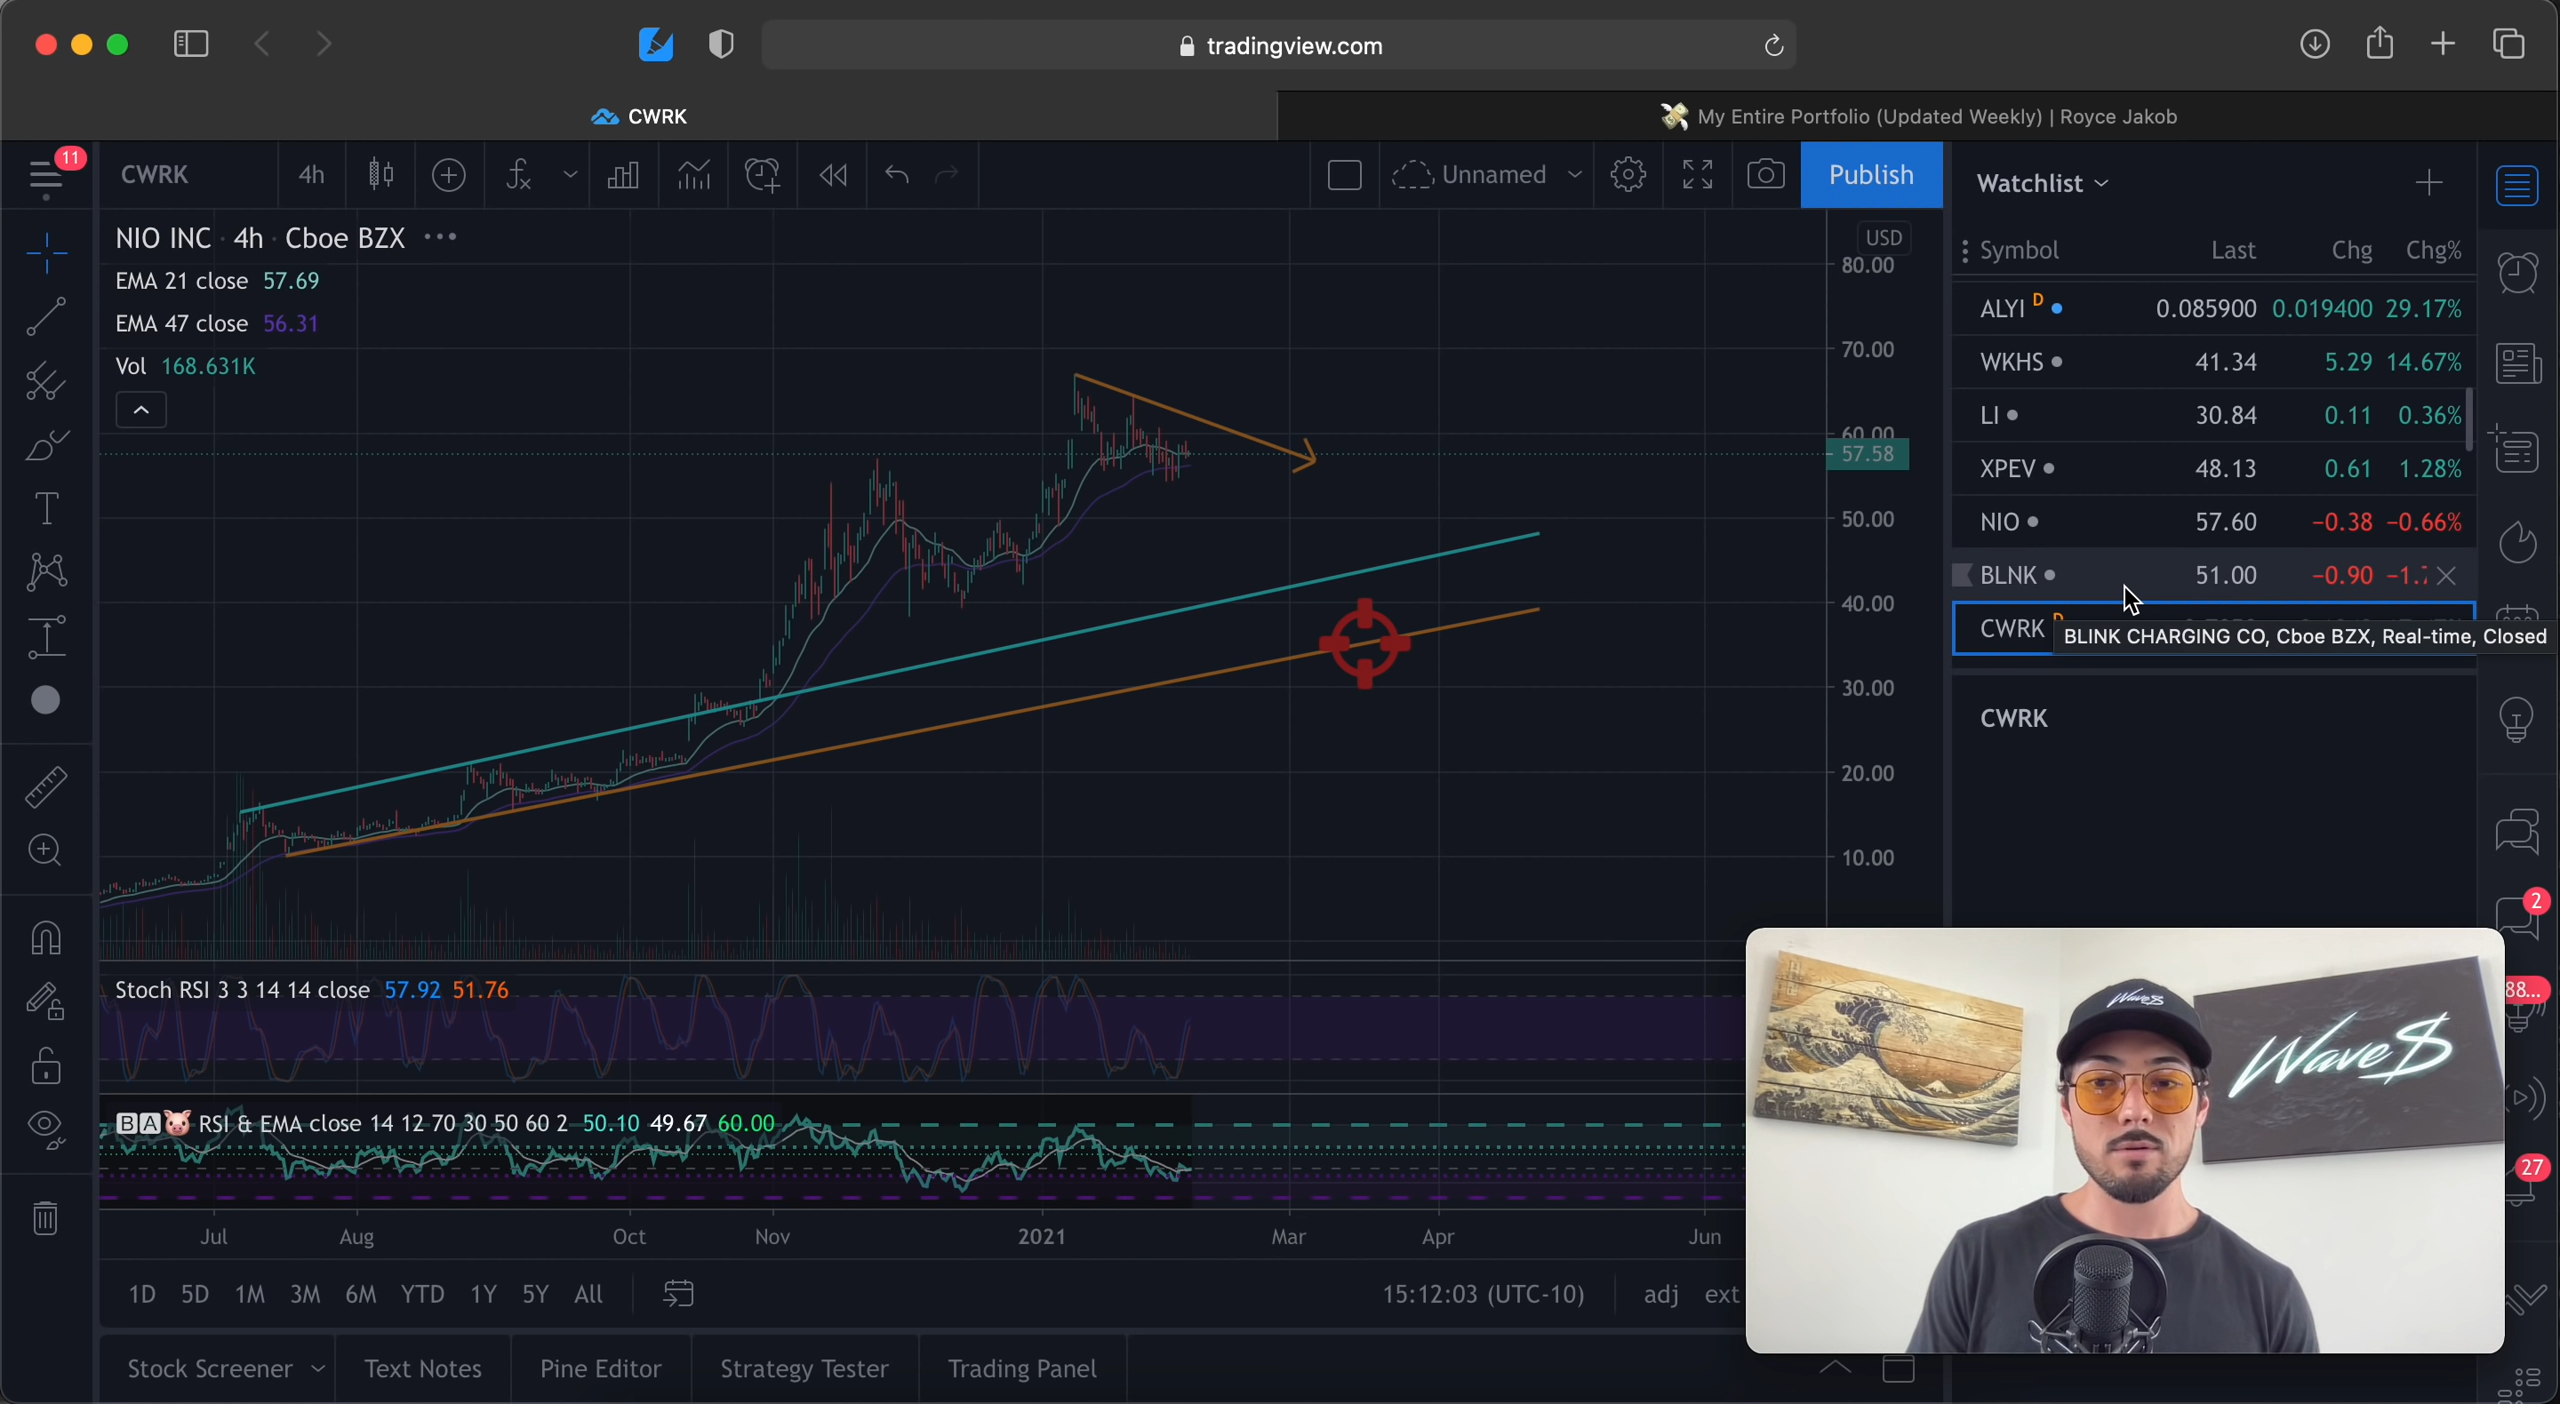 tradingview.com
CWRK
My Entire Portfolio (Updated Weekly) | Royce Jakob
11
CWRK
4h
Unnamed
Publish
Watchlist
NIO INC · 4h · Cboe BZX
USD
EMA 21 close 57.69
EMA 47 close 56.31
Vol 168.631K
80.00
70.00
60.00
57.58
50.00
40.00
30.00
20.00
10.00
Symbol Last Chg Chg%
ALYI D 0.085900 0.019400 29.17%
WKHS 41.34 5.29 14.67%
LI 30.84 0.11 0.36%
XPEV 48.13 0.61 1.28%
NIO 57.60 −0.38 −0.66%
BLNK 51.00 −0.90
CWRK D
BLINK CHARGING CO, Cboe BZX, Real-time, Closed
CWRK
2
88...
27
Stoch RSI 3 3 14 14 close 57.92 51.76
BA RSI & EMA close 14 12 70 30 50 60 2 50.10 49.67 60.00
Jul Aug Oct Nov 2021 Mar Apr Jun
1D 5D 1M 3M 6M YTD 1Y 5Y All
15:12:03 (UTC-10) adj ext
Stock Screener Text Notes Pine Editor Strategy Tester Trading Panel
Wave$
Wave$